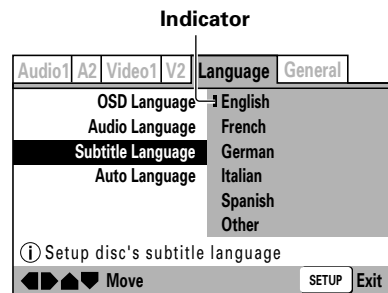 Indicator
Audio1 A2 Video1 V2 Language General
OSD Language English
Audio Language French
Subtitle Language German
Auto Language Italian
Spanish
Other
i Setup disc's subtitle language
Move SETUP Exit